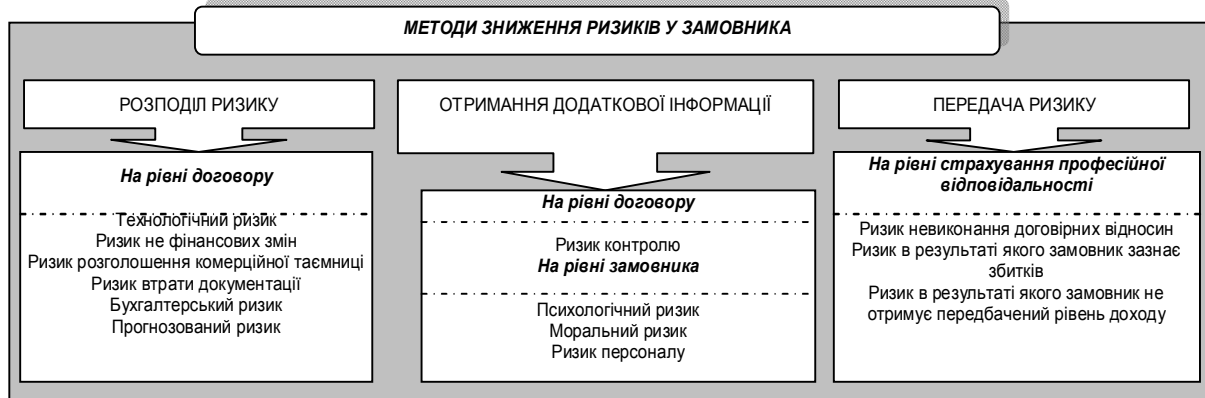 МЕТОДИ ЗНИЖЕННЯ РИЗИКІВ У ЗАМОВНИКА
РОЗПОДІЛ РИЗИКУ
На рівні договору
Технологічний ризик
Ризик не фінансових змін
Ризик розголошення комерційної таємниці
Ризик втрати документації
Бухгалтерський ризик
Прогнозований ризик
ОТРИМАННЯ ДОДАТКОВОЇ ІНФОРМАЦІЇ
На рівні договору
Ризик контролю
На рівні замовника
Психологічний ризик
Моральний ризик
Ризик персоналу
ПЕРЕДАЧА РИЗИКУ
На рівні страхування професійної
відповідальності
Ризик невиконання договірних відносин
Ризик в результаті якого замовник зазнає
збитків
Ризик в результаті якого замовник не
отримує передбачений рівень доходу